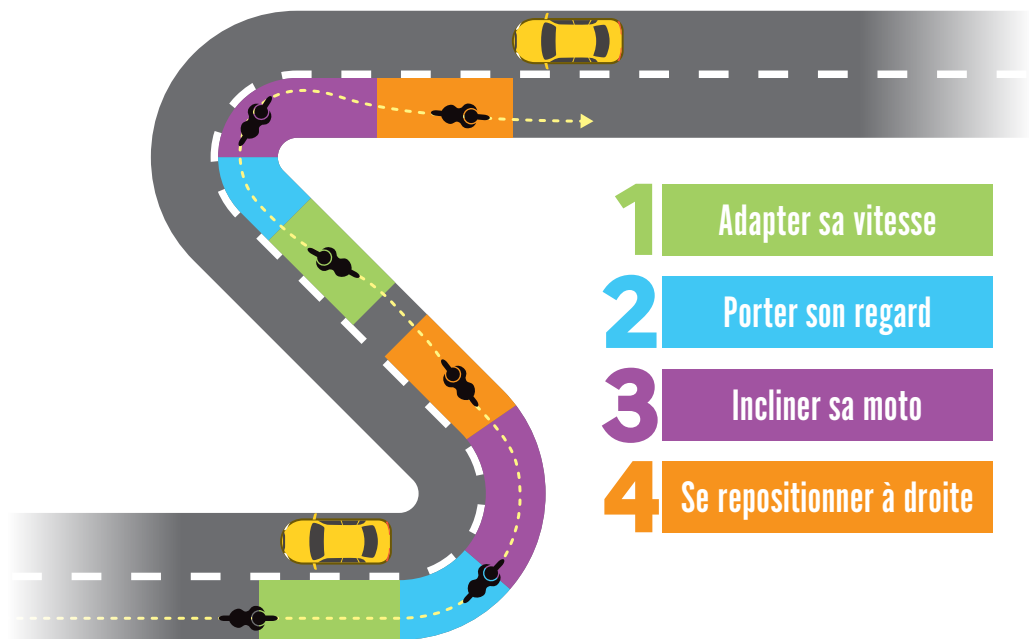 1 Adapter sa vitesse
2 Porter son regard
3 Incliner sa moto
4 Se repositionner à droite